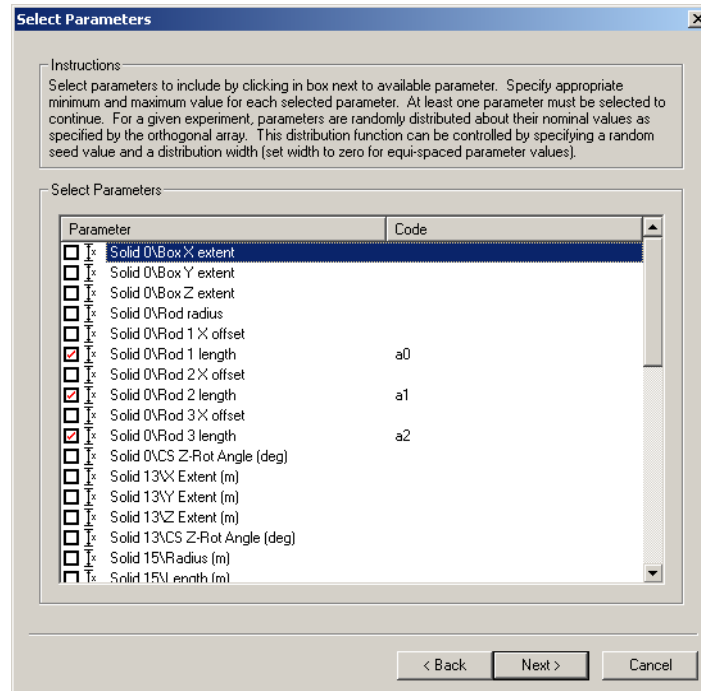 Select Parameters
Instructions
Select parameters to include by clicking in box next to available parameter. Specify appropriate
minimum and maximum value for each selected parameter. At least one parameter must be selected to
continue. For a given experiment, parameters are randomly distributed about their nominal values as
specified by the orthogonal array. This distribution function can be controlled by specifying a random
seed value and a distribution width (set width to zero for equi-spaced parameter values).
Select Parameters
Parameter Code
Solid 0\Box X extent
Solid 0\Box Y extent
Solid 0\Box Z extent
Solid 0\Rod radius
Solid 0\Rod 1 X offset
Solid 0\Rod 1 length a0
Solid 0\Rod 2 X offset
Solid 0\Rod 2 length a1
Solid 0\Rod 3 X offset
Solid 0\Rod 3 length a2
Solid 0\CS Z-Rot Angle (deg)
Solid 13\X Extent (m)
Solid 13\Y Extent (m)
Solid 13\Z Extent (m)
Solid 13\CS Z-Rot Angle (deg)
Solid 15\Radius (m)
Solid 15\Length (m)
< Back Next > Cancel